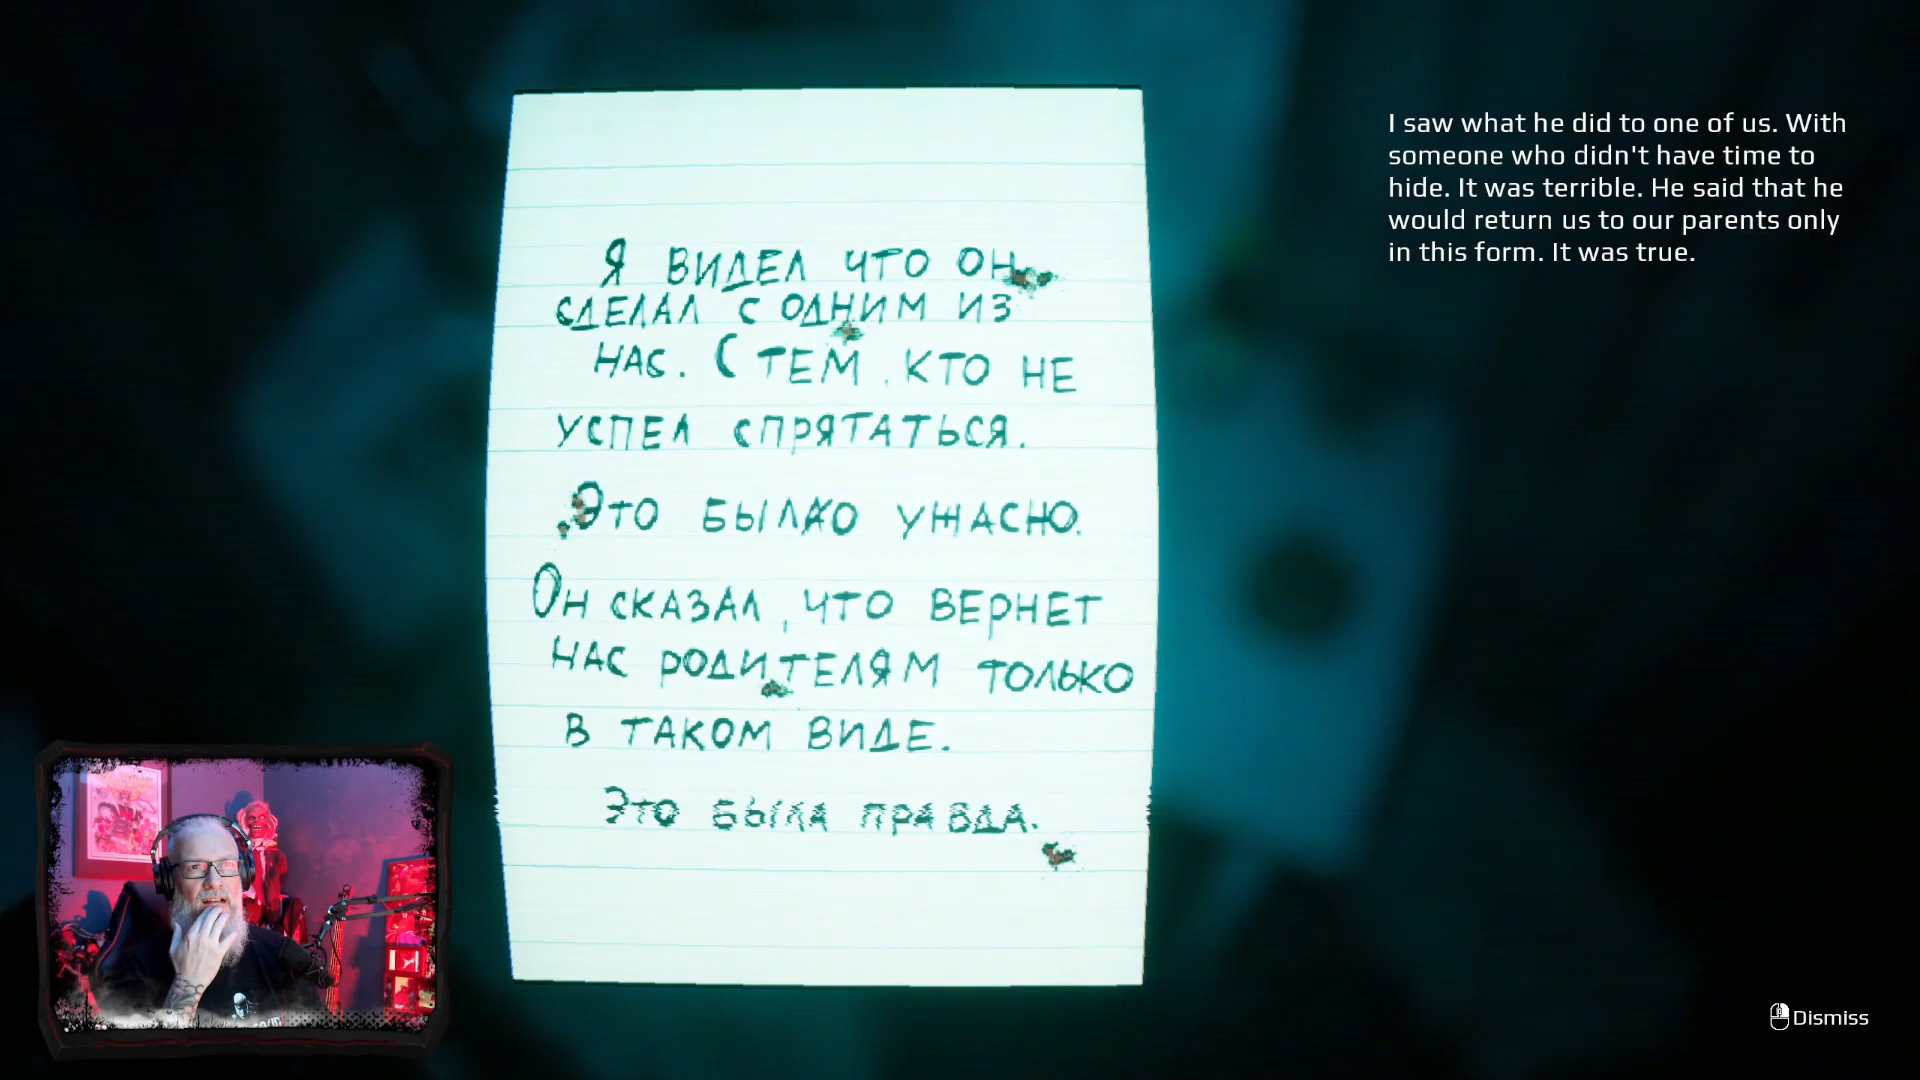 Я ВИДЕЛ ЧТО ОН
СДЕЛАЛ С ОДНИМ ИЗ
НАС. С ТЕМ, КТО НЕ
УСПЕЛ СПРЯТАТЬСЯ.
ЭТО БЫЛО УЖАСНО.
ОН СКАЗАЛ, ЧТО ВЕРНЕТ
НАС РОДИТЕЛЯМ ТОЛЬКО
В ТАКОМ ВИДЕ.
ЭТО БЫЛА ПРАВДА.
I saw what he did to one of us. With
someone who didn't have time to
hide. It was terrible. He said that he
would return us to our parents only
in this form. It was true.
Dismiss